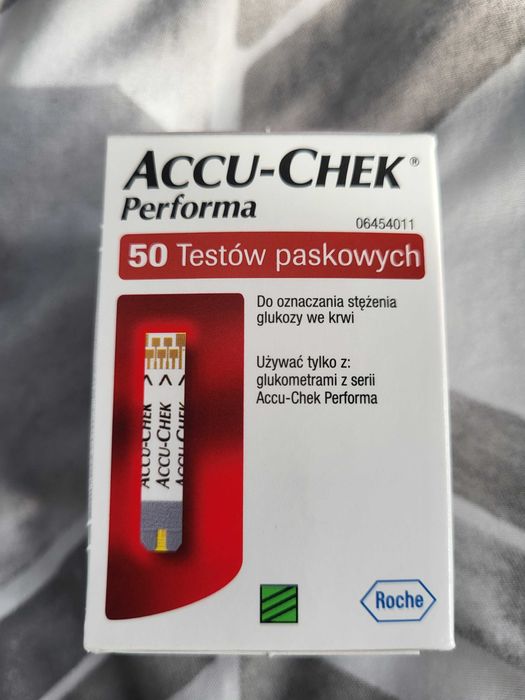 ACCU-CHEK®
Performa
06454011
50 Testów paskowych
Do oznaczania stężenia
glukozy we krwi
Używać tylko z:
glukometrami z serii
Accu-Chek Performa
ACCU-CHEK
ACCU-CHEK
ACCU-CHEK
Roche